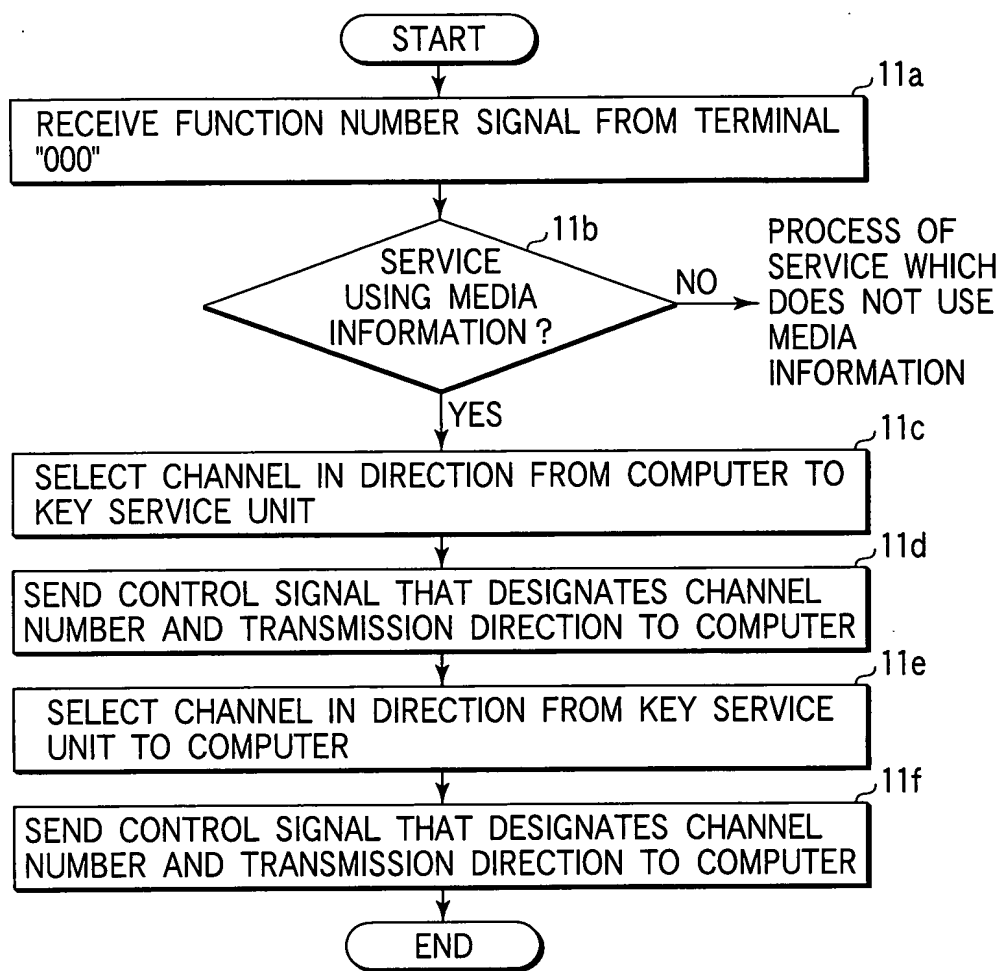 START
11a
RECEIVE FUNCTION NUMBER SIGNAL FROM TERMINAL
"000"
11b
SERVICE
USING MEDIA
INFORMATION ?
NO
PROCESS OF
SERVICE WHICH
DOES NOT USE
MEDIA
INFORMATION
YES
11c
SELECT CHANNEL IN DIRECTION FROM COMPUTER TO
KEY SERVICE UNIT
11d
SEND CONTROL SIGNAL THAT DESIGNATES CHANNEL
NUMBER AND TRANSMISSION DIRECTION TO COMPUTER
11e
SELECT CHANNEL IN DIRECTION FROM KEY SERVICE
UNIT TO COMPUTER
11f
SEND CONTROL SIGNAL THAT DESIGNATES CHANNEL
NUMBER AND TRANSMISSION DIRECTION TO COMPUTER
END